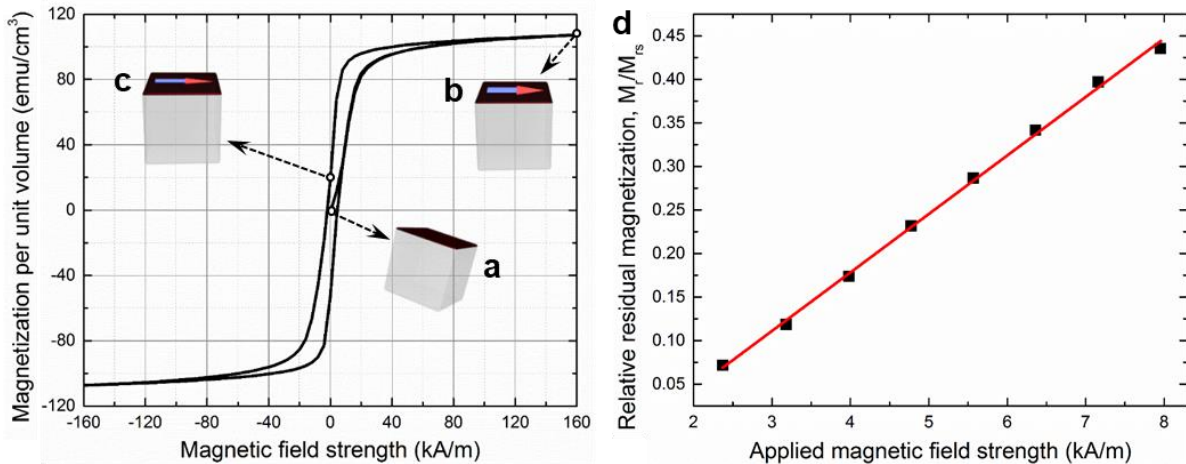 120
80
40
0
-40
-80
-120
-160 -120 -80 -40 0 40 80 120 160
Magnetization per unit volume (emu/cm³)
Magnetic field strength (kA/m)
c
b
a
d
0.45
0.40
0.35
0.30
0.25
0.20
0.15
0.10
0.05
2 3 4 5 6 7 8
Relative residual magnetization, Mr/Mrs
Applied magnetic field strength (kA/m)